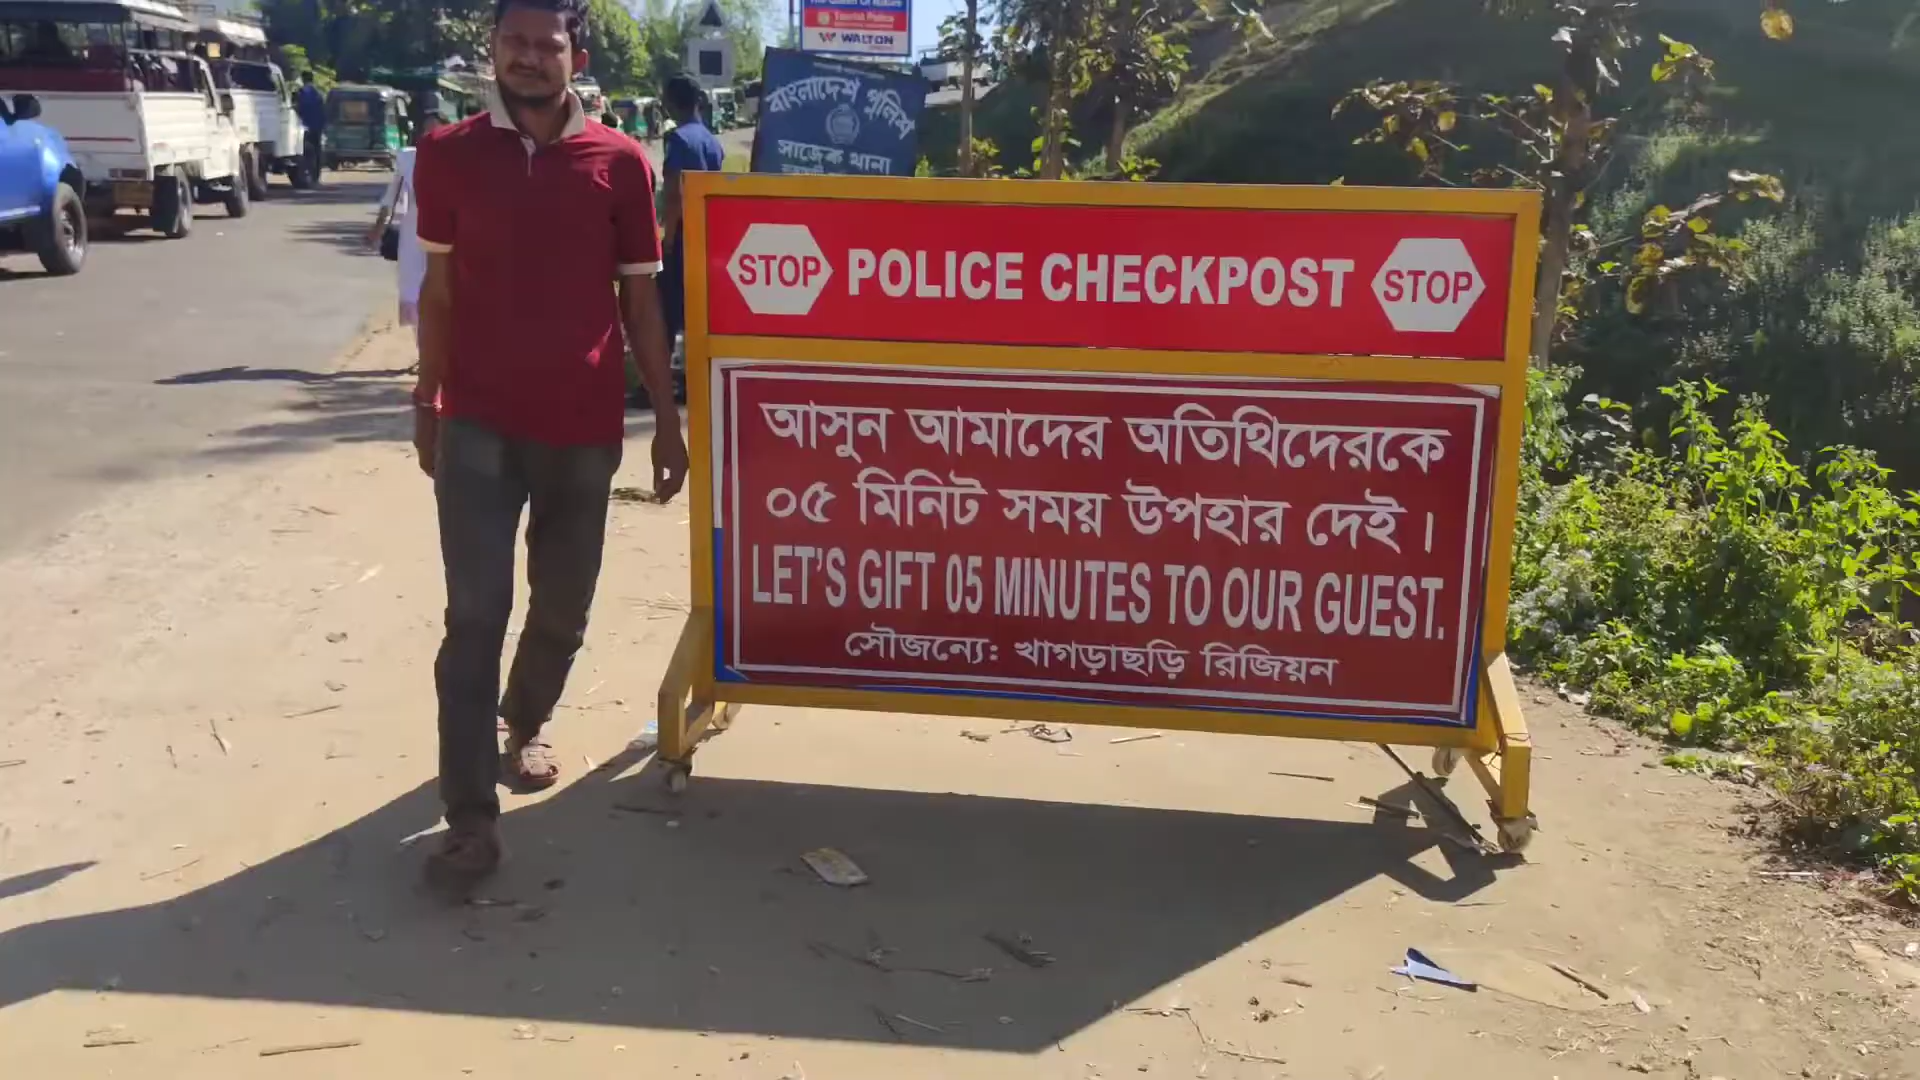 Tourist Police
WALTON
বাংলাদেশ পুলিশ
সাজেক থানা
STOP POLICE CHECKPOST STOP
আসুন আমাদের অতিথিদেরকে
০৫ মিনিট সময় উপহার দেই।
LET'S GIFT 05 MINUTES TO OUR GUEST.
সৌজন্যে: খাগড়াছড়ি রিজিয়ন